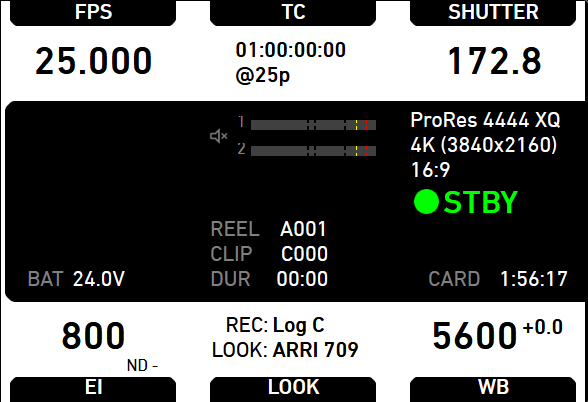 FPS TC SHUTTER
25.000 01:00:00:00 172.8
@25p
1 ProRes 4444 XQ
2 4K (3840x2160)
16:9
STBY
REEL A001
CLIP C000
BAT 24.0V DUR 00:00 CARD 1:56:17
800 REC: Log C 5600 +0.0
LOOK: ARRI 709
ND -
EI LOOK WB